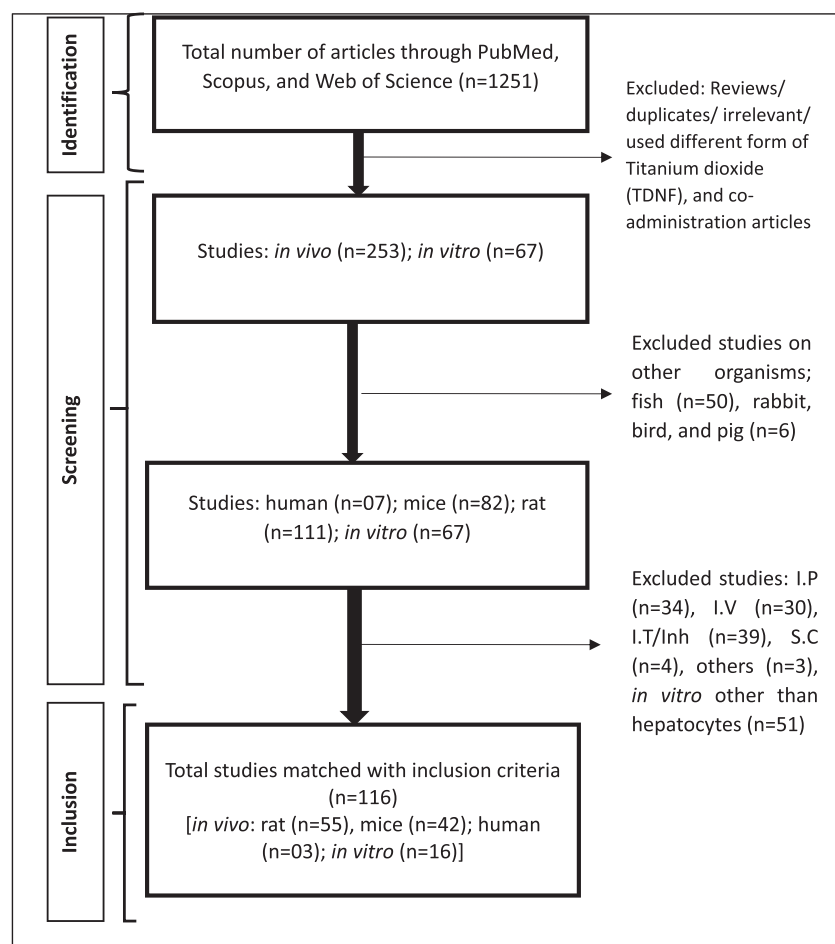 Identification
Total number of articles through PubMed,
Scopus, and Web of Science (n=1251)
Excluded: Reviews/
duplicates/ irrelevant/
used different form of
Titanium dioxide
(TDNF), and co-
administration articles
Screening
Studies: in vivo (n=253); in vitro (n=67)
Excluded studies on
other organisms;
fish (n=50), rabbit,
bird, and pig (n=6)
Studies: human (n=07); mice (n=82); rat
(n=111); in vitro (n=67)
Excluded studies: I.P
(n=34), I.V (n=30),
I.T/Inh (n=39), S.C
(n=4), others (n=3),
in vitro other than
hepatocytes (n=51)
Inclusion
Total studies matched with inclusion criteria
(n=116)
[in vivo: rat (n=55), mice (n=42); human
(n=03); in vitro (n=16)]